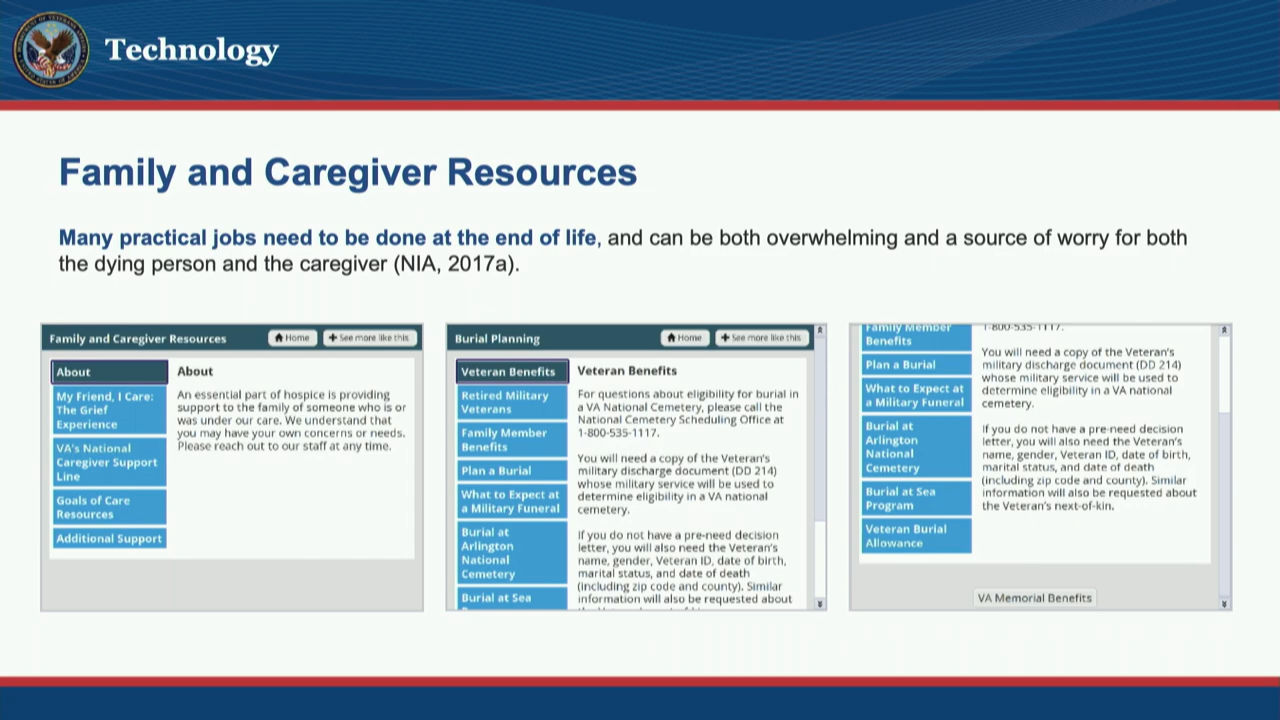 Technology
Family and Caregiver Resources
Many practical jobs need to be done at the end of life, and can be both overwhelming and a source of worry for both
the dying person and the caregiver (NIA, 2017a).
Family and Caregiver Resources
Home
See more like this
About
My Friend, I Care:
The Grief
Experience
VA's National
Caregiver Support
Line
Goals of Care
Resources
Additional Support
About
An essential part of hospice is providing
support to the family of someone who is or
was under our care. We understand that
you may have your own concerns or needs.
Please reach out to our staff at any time.
Burial Planning
Home
See more like this
Veteran Benefits
Retired Military
Veterans
Family Member
Benefits
Plan a Burial
What to Expect at
a Military Funeral
Burial at
Arlington
National
Cemetery
Burial at Sea
Veteran Benefits
For questions about eligibility for burial in
a VA National Cemetery, please call the
National Cemetery Scheduling Office at
1-800-535-1117.
You will need a copy of the Veteran's
military discharge document (DD 214)
whose military service will be used to
determine eligibility in a VA national
cemetery.
If you do not have a pre-need decision
letter, you will also need the Veteran's
name, gender, Veteran ID, date of birth,
marital status, and date of death
(including zip code and county). Similar
information will also be requested about
Family Member
Benefits
Plan a Burial
What to Expect at
a Military Funeral
Burial at
Arlington
National
Cemetery
Burial at Sea
Program
Veteran Burial
Allowance
1-800-535-1117.
You will need a copy of the Veteran's
military discharge document (DD 214)
whose military service will be used to
determine eligibility in a VA national
cemetery.
If you do not have a pre-need decision
letter, you will also need the Veteran's
name, gender, Veteran ID, date of birth,
marital status, and date of death
(including zip code and county). Similar
information will also be requested about
the Veteran's next-of-kin.
VA Memorial Benefits